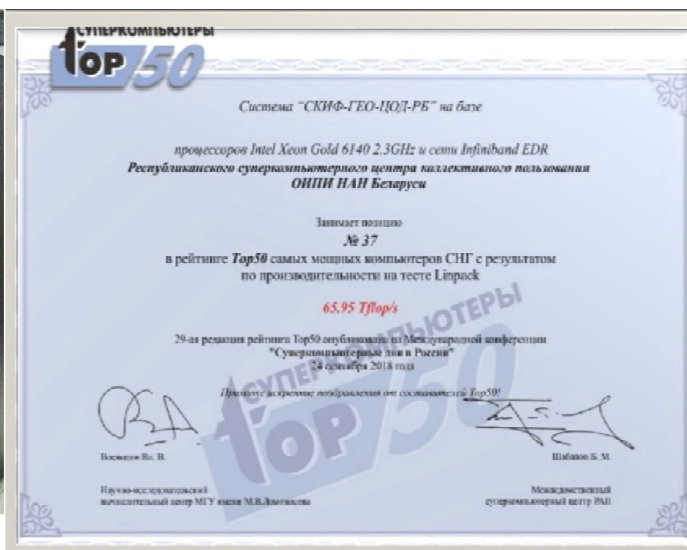 СУПЕРКОМПЬЮТЕРЫ
Top 50
Система "СКИФ-ГЕО-ЦОД-РБ" на базе
процессоров Intel Xeon Gold 6140 2.3GHz и сети Infiniband EDR
Республиканского суперкомпьютерного центра коллективного пользования
ОИПИ НАН Беларуси
Занимает позицию
№ 37
в рейтинге Top50 самых мощных компьютеров СНГ с результатом
по производительности на тесте Linpack
65.95 Tflop/s
29-ая редакция рейтинга Top50 опубликована на Международной конференции
"Суперкомпьютерные дни в России"
24 сентября 2018 года
Примите искренние поздравления от составителей Top50!
СУПЕРКОМПЬЮТЕРЫ
Top 50
Воеводин Вл. В.
Шабанов Б. М.
Научно-исследовательский
вычислительный центр МГУ имени М.В.Ломоносова
Межведомственный
суперкомпьютерный центр РАН